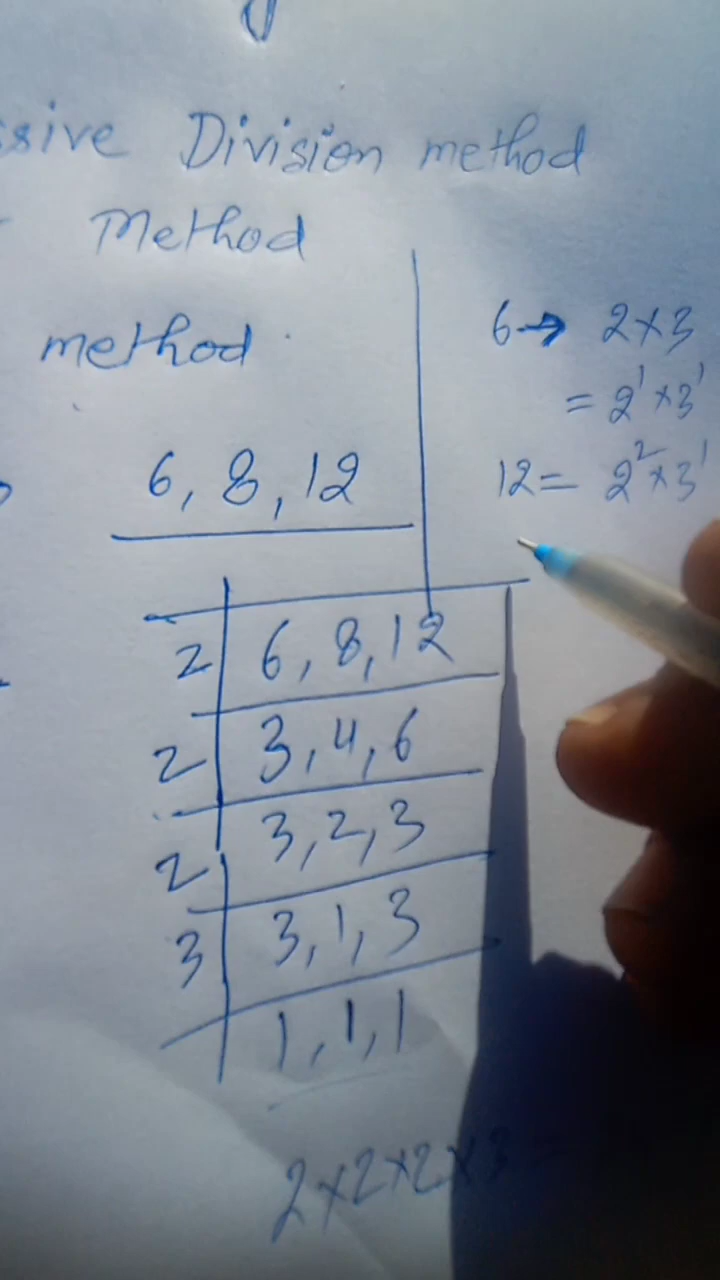 Division method
Method
method
6, 8, 12
2 | 6, 8, 12
2 | 3, 4, 6
2 | 3, 2, 3
3 | 3, 1, 3
1, 1, 1
2×2×2×3=
6→ 2×3
= 2¹×3¹
12= 2²×3¹